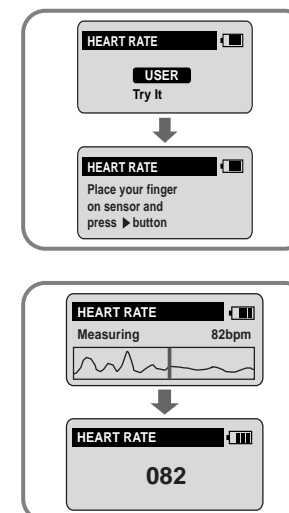 HEART RATE
USER
Try It
HEART RATE
Place your finger
on sensor and
press ▶ button
HEART RATE
Measuring 82bpm
HEART RATE
082